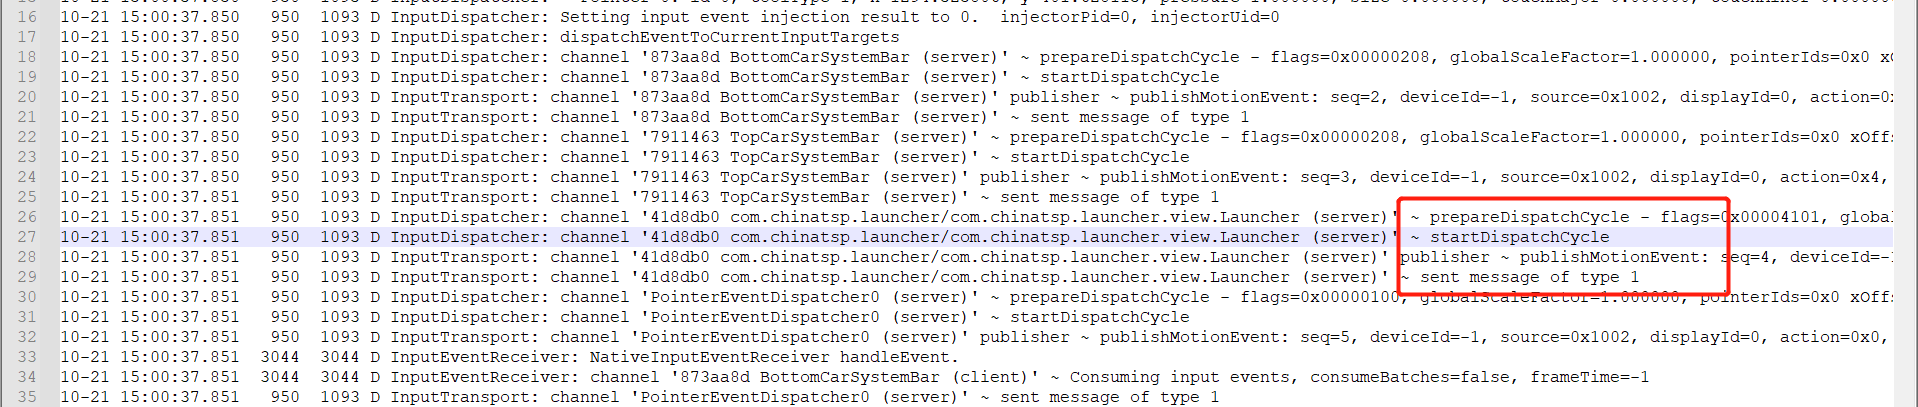 16 10-21 15:00:37.850 950 1093 D InputDispatcher: Setting input event injection result to 0. injectorPid=0, injectorUid=0
17 10-21 15:00:37.850 950 1093 D InputDispatcher: dispatchEventToCurrentInputTargets
18 10-21 15:00:37.850 950 1093 D InputDispatcher: channel '873aa8d BottomCarSystemBar (server)' ~ prepareDispatchCycle - flags=0x00000208, globalScaleFactor=1.000000, pointerIds=0x0
19 10-21 15:00:37.850 950 1093 D InputDispatcher: channel '873aa8d BottomCarSystemBar (server)' ~ startDispatchCycle
20 10-21 15:00:37.850 950 1093 D InputTransport: channel '873aa8d BottomCarSystemBar (server)' publisher ~ publishMotionEvent: seq=2, deviceId=-1, source=0x1002, displayId=0, action=0
21 10-21 15:00:37.850 950 1093 D InputTransport: channel '873aa8d BottomCarSystemBar (server)' ~ sent message of type 1
22 10-21 15:00:37.850 950 1093 D InputDispatcher: channel '7911463 TopCarSystemBar (server)' ~ prepareDispatchCycle - flags=0x00000208, globalScaleFactor=1.000000, pointerIds=0x0 xOff
23 10-21 15:00:37.850 950 1093 D InputDispatcher: channel '7911463 TopCarSystemBar (server)' ~ startDispatchCycle
24 10-21 15:00:37.850 950 1093 D InputTransport: channel '7911463 TopCarSystemBar (server)' publisher ~ publishMotionEvent: seq=3, deviceId=-1, source=0x1002, displayId=0, action=0x4,
25 10-21 15:00:37.851 950 1093 D InputTransport: channel '7911463 TopCarSystemBar (server)' ~ sent message of type 1
26 10-21 15:00:37.851 950 1093 D InputDispatcher: channel '41d8db0 com.chinatsp.launcher/com.chinatsp.launcher.view.Launcher (server)' ~ prepareDispatchCycle - flags=0x00004101, global
27 10-21 15:00:37.851 950 1093 D InputDispatcher: channel '41d8db0 com.chinatsp.launcher/com.chinatsp.launcher.view.Launcher (server)' ~ startDispatchCycle
28 10-21 15:00:37.851 950 1093 D InputTransport: channel '41d8db0 com.chinatsp.launcher/com.chinatsp.launcher.view.Launcher (server)' publisher ~ publishMotionEvent: seq=4, deviceId=-
29 10-21 15:00:37.851 950 1093 D InputTransport: channel '41d8db0 com.chinatsp.launcher/com.chinatsp.launcher.view.Launcher (server)' ~ sent message of type 1
30 10-21 15:00:37.851 950 1093 D InputDispatcher: channel 'PointerEventDispatcher0 (server)' ~ prepareDispatchCycle - flags=0x00000100, globalScaleFactor=1.000000, pointerIds=0x0 xOff
31 10-21 15:00:37.851 950 1093 D InputDispatcher: channel 'PointerEventDispatcher0 (server)' ~ startDispatchCycle
32 10-21 15:00:37.851 950 1093 D InputTransport: channel 'PointerEventDispatcher0 (server)' publisher ~ publishMotionEvent: seq=5, deviceId=-1, source=0x1002, displayId=0, action=0x0,
33 10-21 15:00:37.851 3044 3044 D InputEventReceiver: NativeInputEventReceiver handleEvent.
34 10-21 15:00:37.851 3044 3044 D InputEventReceiver: channel '873aa8d BottomCarSystemBar (client)' ~ Consuming input events, consumeBatches=false, frameTime=-1
35 10-21 15:00:37.851 950 1093 D InputTransport: channel 'PointerEventDispatcher0 (server)' ~ sent message of type 1